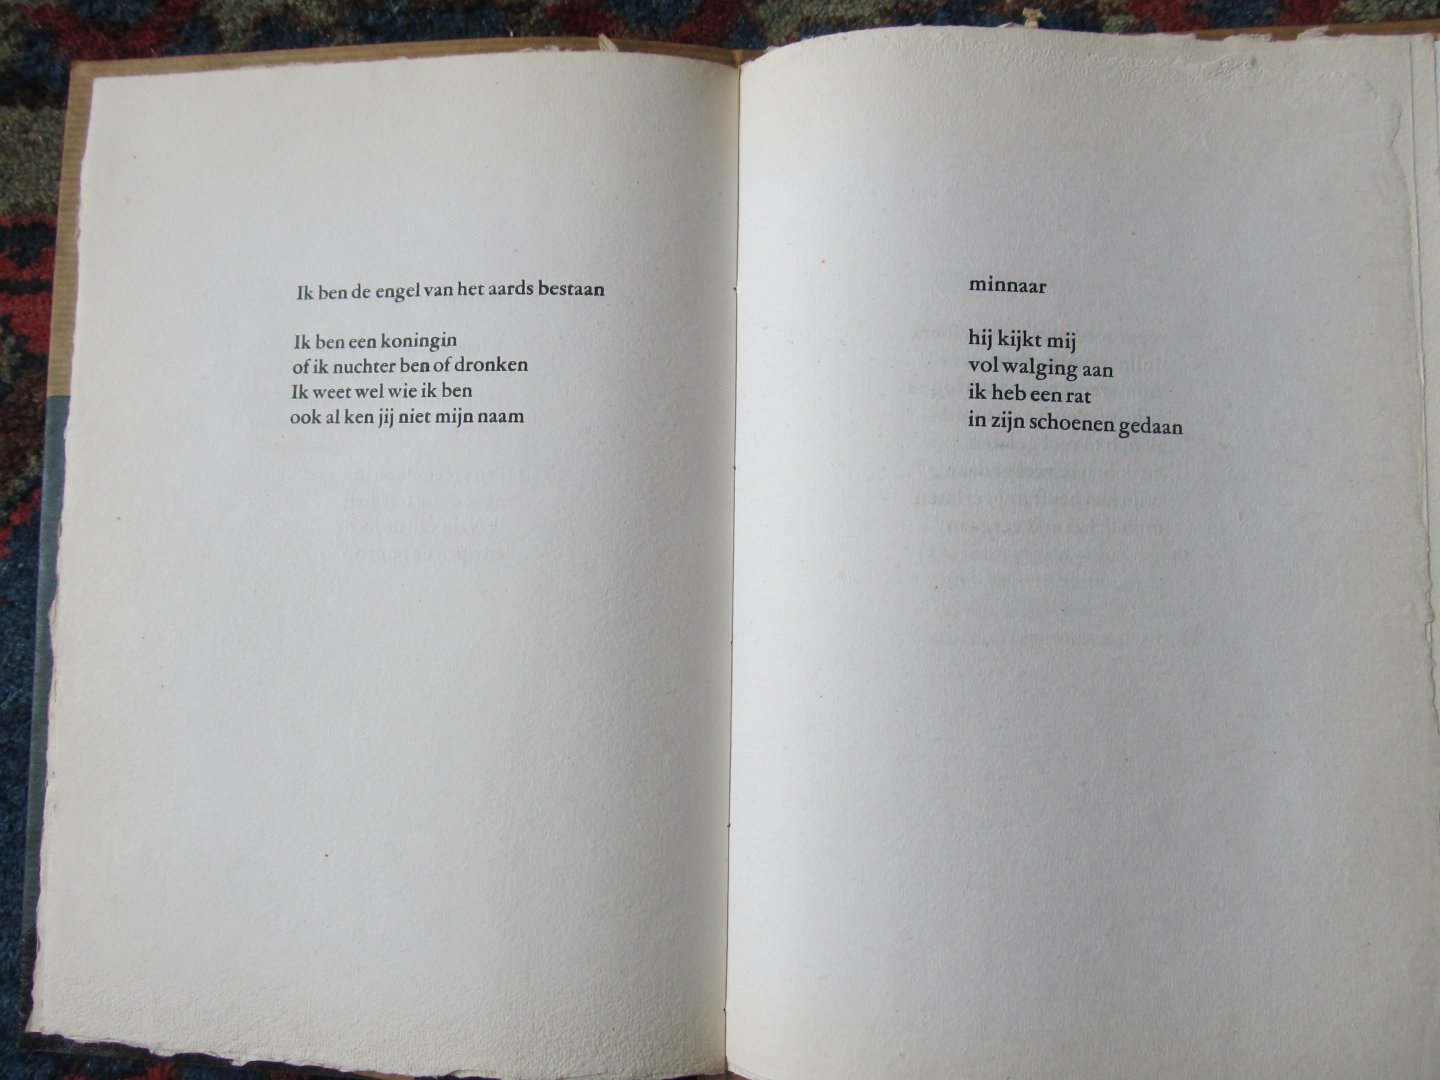 Ik ben de engel van het aards bestaan
Ik ben een koningin
of ik nuchter ben of dronken
Ik weet wel wie ik ben
ook al ken jij niet mijn naam
minnaar
hij kijkt mij
vol walging aan
ik heb een rat
in zijn schoenen gedaan